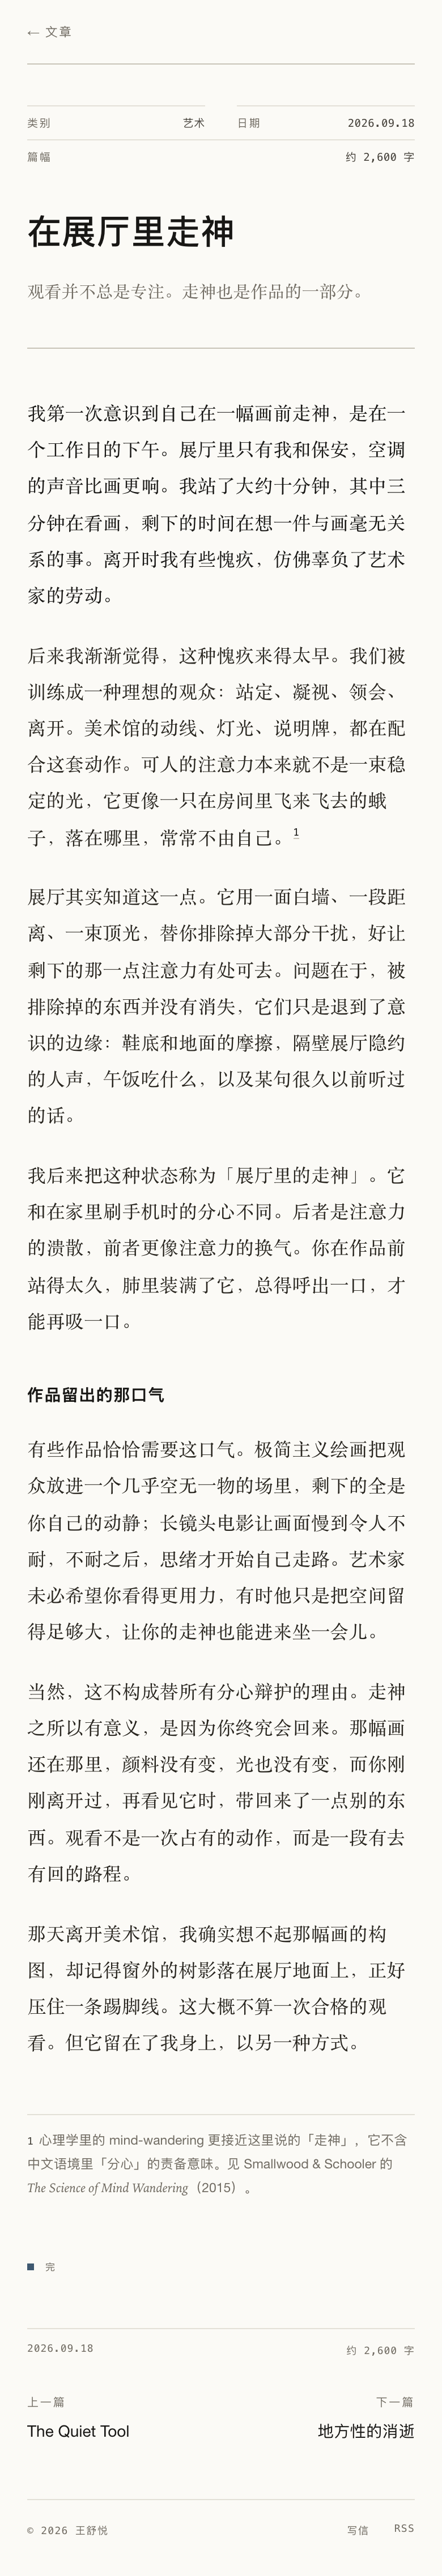 ← 文章
类别 艺术 日期 2026.09.18
篇幅 约 2,600 字
在展厅里走神
观看并不总是专注。走神也是作品的一部分。
我第一次意识到自己在一幅画前走神，是在一
个工作日的下午。展厅里只有我和保安，空调
的声音比画更响。我站了大约十分钟，其中三
分钟在看画，剩下的时间在想一件与画毫无关
系的事。离开时我有些愧疚，仿佛辜负了艺术
家的劳动。
后来我渐渐觉得，这种愧疚来得太早。我们被
训练成一种理想的观众：站定、凝视、领会、
离开。美术馆的动线、灯光、说明牌，都在配
合这套动作。可人的注意力本来就不是一束稳
定的光，它更像一只在房间里飞来飞去的蛾
子，落在哪里，常常不由自己。1
展厅其实知道这一点。它用一面白墙、一段距
离、一束顶光，替你排除掉大部分干扰，好让
剩下的那一点注意力有处可去。问题在于，被
排除掉的东西并没有消失，它们只是退到了意
识的边缘：鞋底和地面的摩擦，隔壁展厅隐约
的人声，午饭吃什么，以及某句很久以前听过
的话。
我后来把这种状态称为「展厅里的走神」。它
和在家里刷手机时的分心不同。后者是注意力
的溃散，前者更像注意力的换气。你在作品前
站得太久，肺里装满了它，总得呼出一口，才
能再吸一口。
作品留出的那口气
有些作品恰恰需要这口气。极简主义绘画把观
众放进一个几乎空无一物的场里，剩下的全是
你自己的动静；长镜头电影让画面慢到令人不
耐，不耐之后，思绪才开始自己走路。艺术家
未必希望你看得更用力，有时他只是把空间留
得足够大，让你的走神也能进来坐一会儿。
当然，这不构成替所有分心辩护的理由。走神
之所以有意义，是因为你终究会回来。那幅画
还在那里，颜料没有变，光也没有变，而你刚
刚离开过，再看见它时，带回来了一点别的东
西。观看不是一次占有的动作，而是一段有去
有回的路程。
那天离开美术馆，我确实想不起那幅画的构
图，却记得窗外的树影落在展厅地面上，正好
压住一条踢脚线。这大概不算一次合格的观
看。但它留在了我身上，以另一种方式。
1 心理学里的 mind-wandering 更接近这里说的「走神」，它不含
中文语境里「分心」的责备意味。见 Smallwood & Schooler 的
The Science of Mind Wandering（2015）。
完
2026.09.18 约 2,600 字
上一篇 下一篇
The Quiet Tool 地方性的消逝
© 2026 王舒悦 写信 RSS